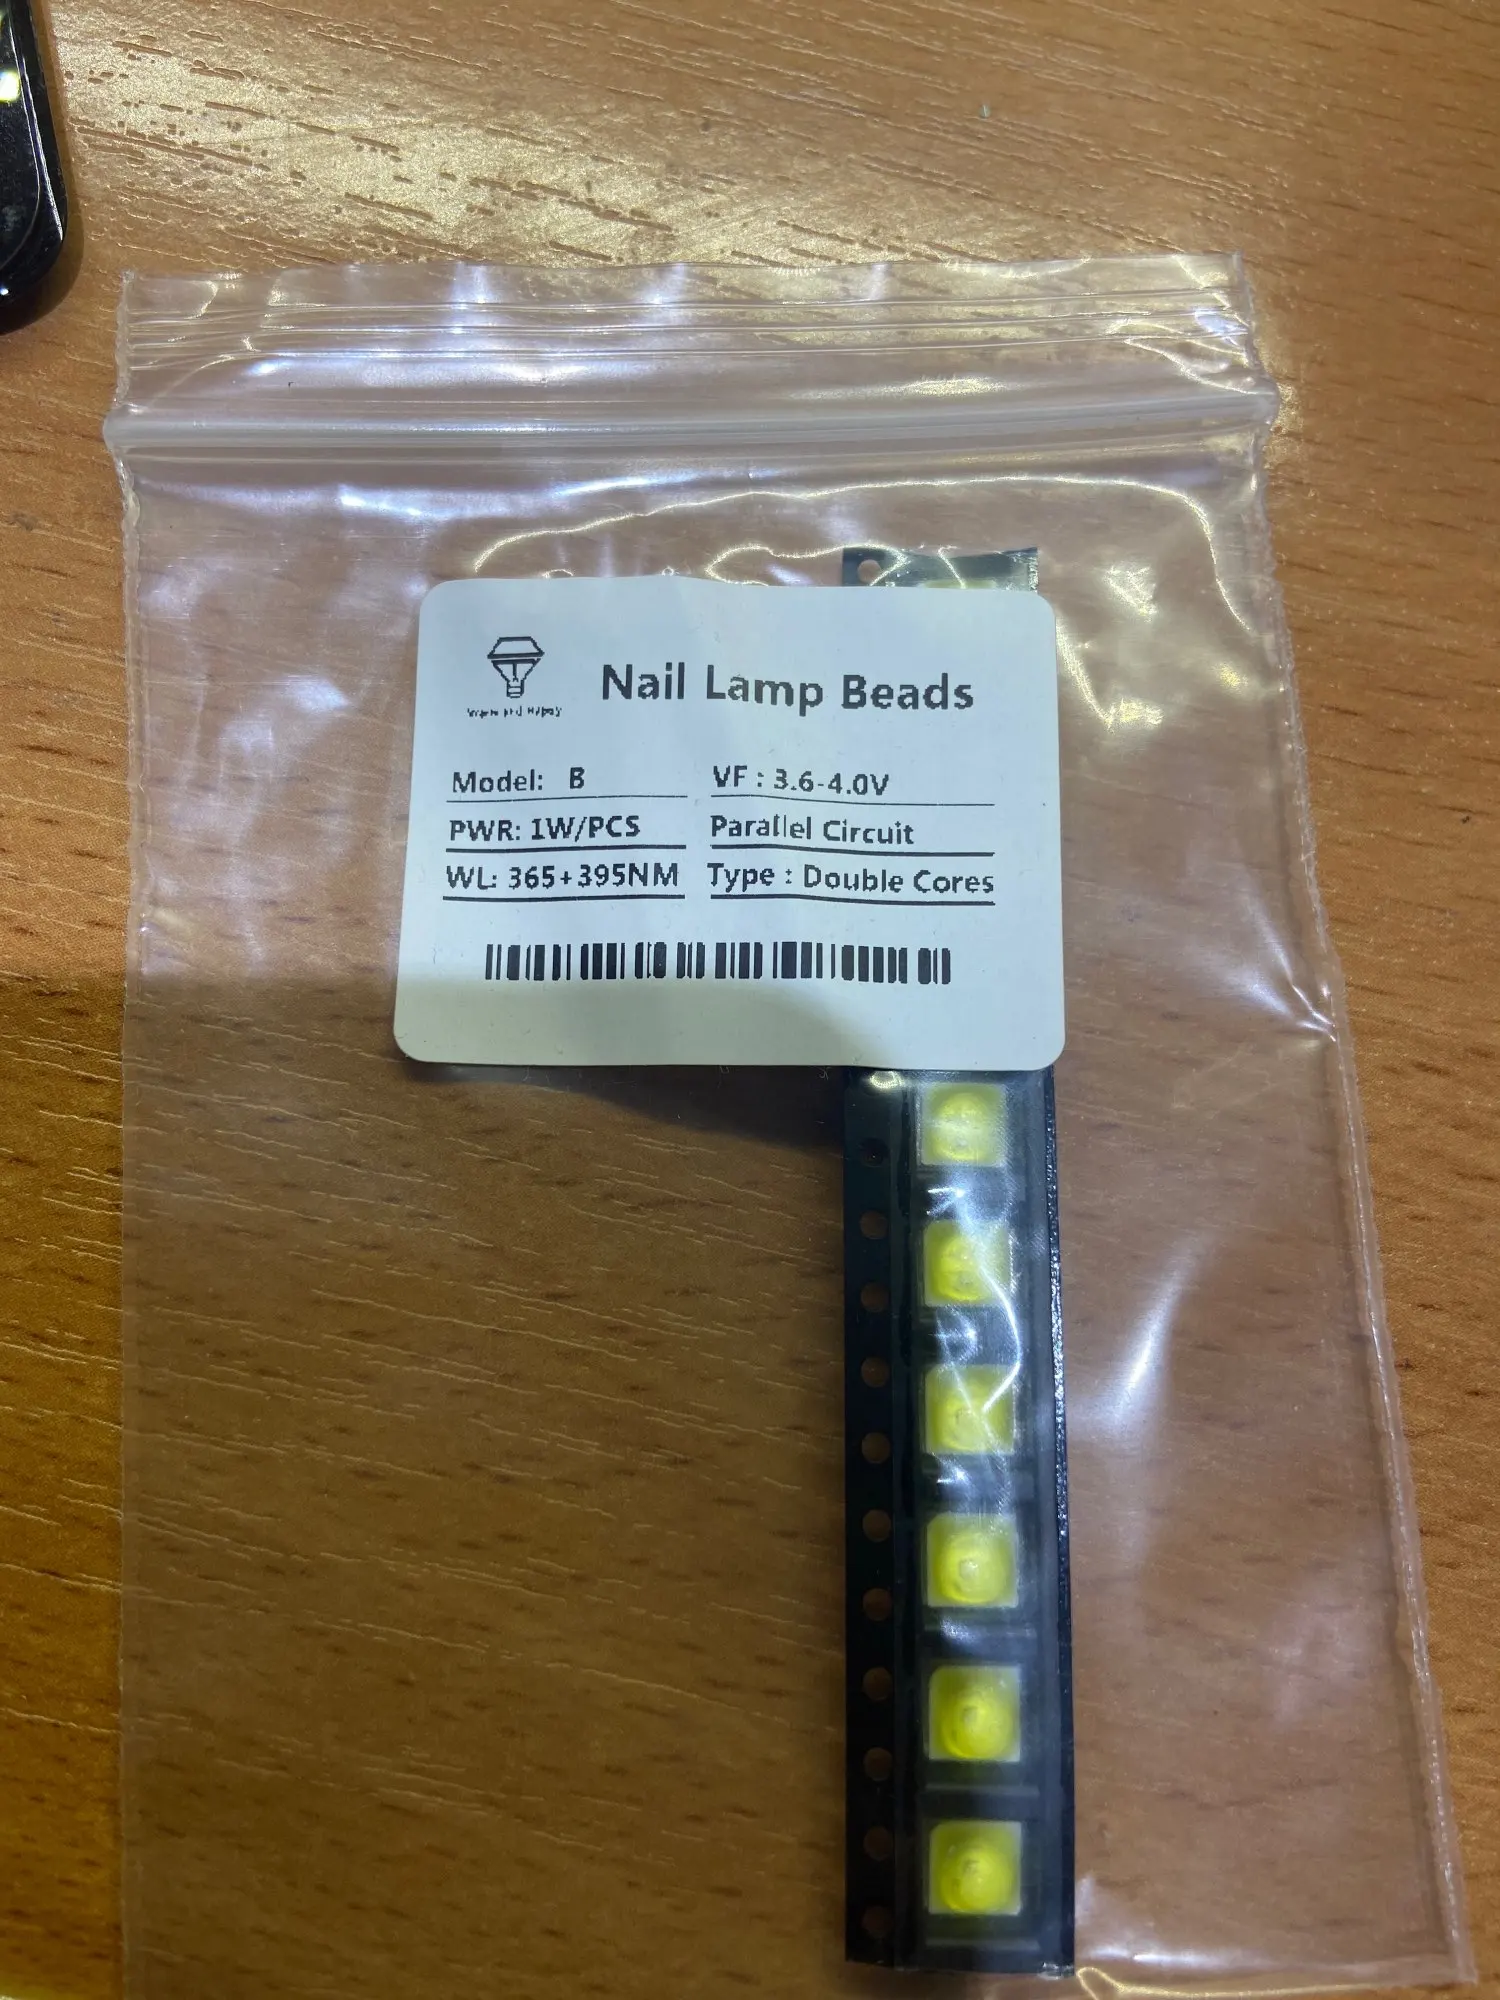 Nail Lamp Beads
Model: B
VF : 3.6-4.0V
PWR: 1W/PCS
Parallel Circuit
WL: 365+395NM
Type : Double Cores